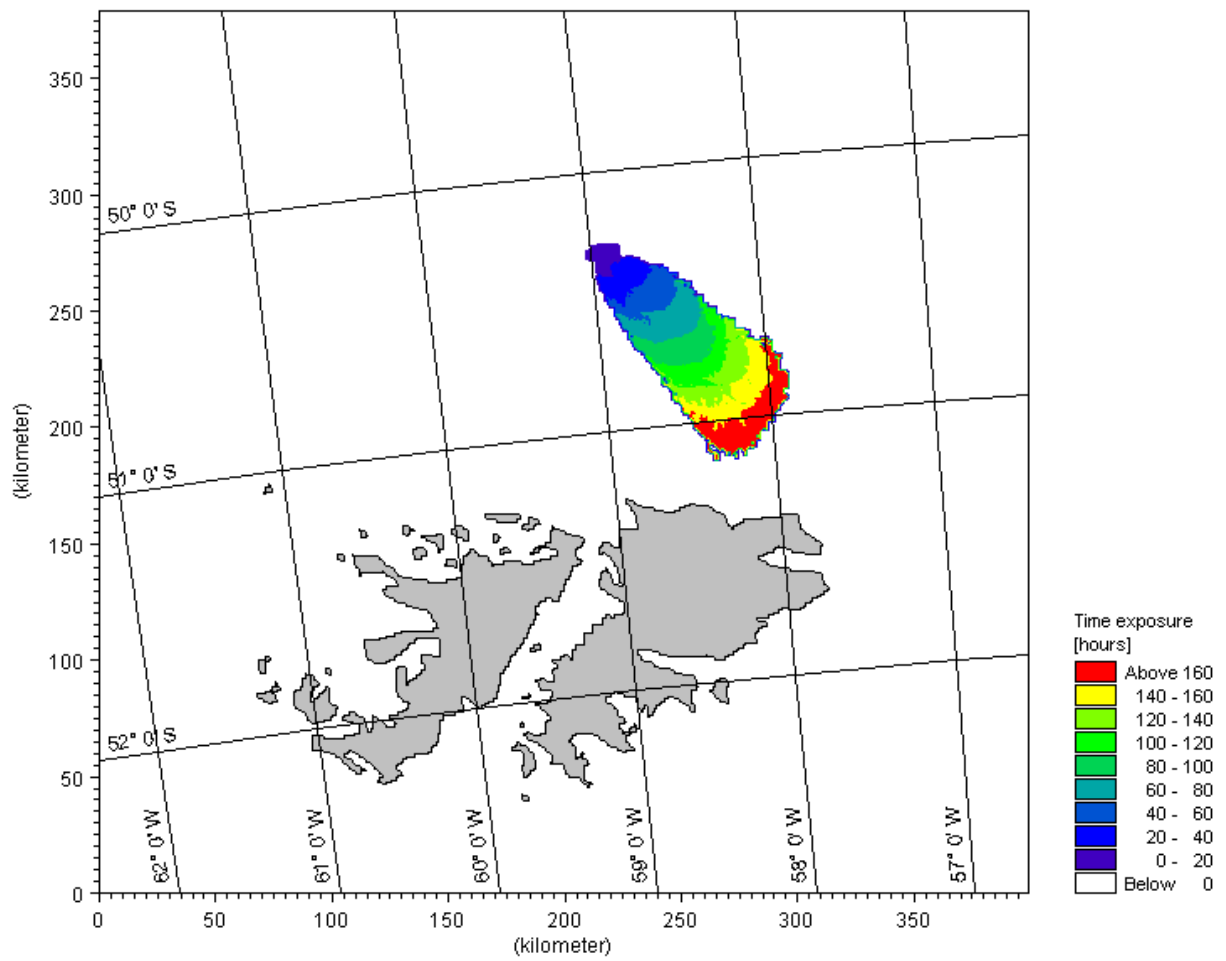 350
300
250
200
150
100
50
0
(kilometer)
50° 0' S
51° 0' S
52° 0' S
62° 0' W
61° 0' W
60° 0' W
59° 0' W
58° 0' W
57° 0' W
0
50
100
150
200
250
300
350
(kilometer)
Time exposure
[hours]
Above 160
140 - 160
120 - 140
100 - 120
80 - 100
60 - 80
40 - 60
20 - 40
0 - 20
Below 0